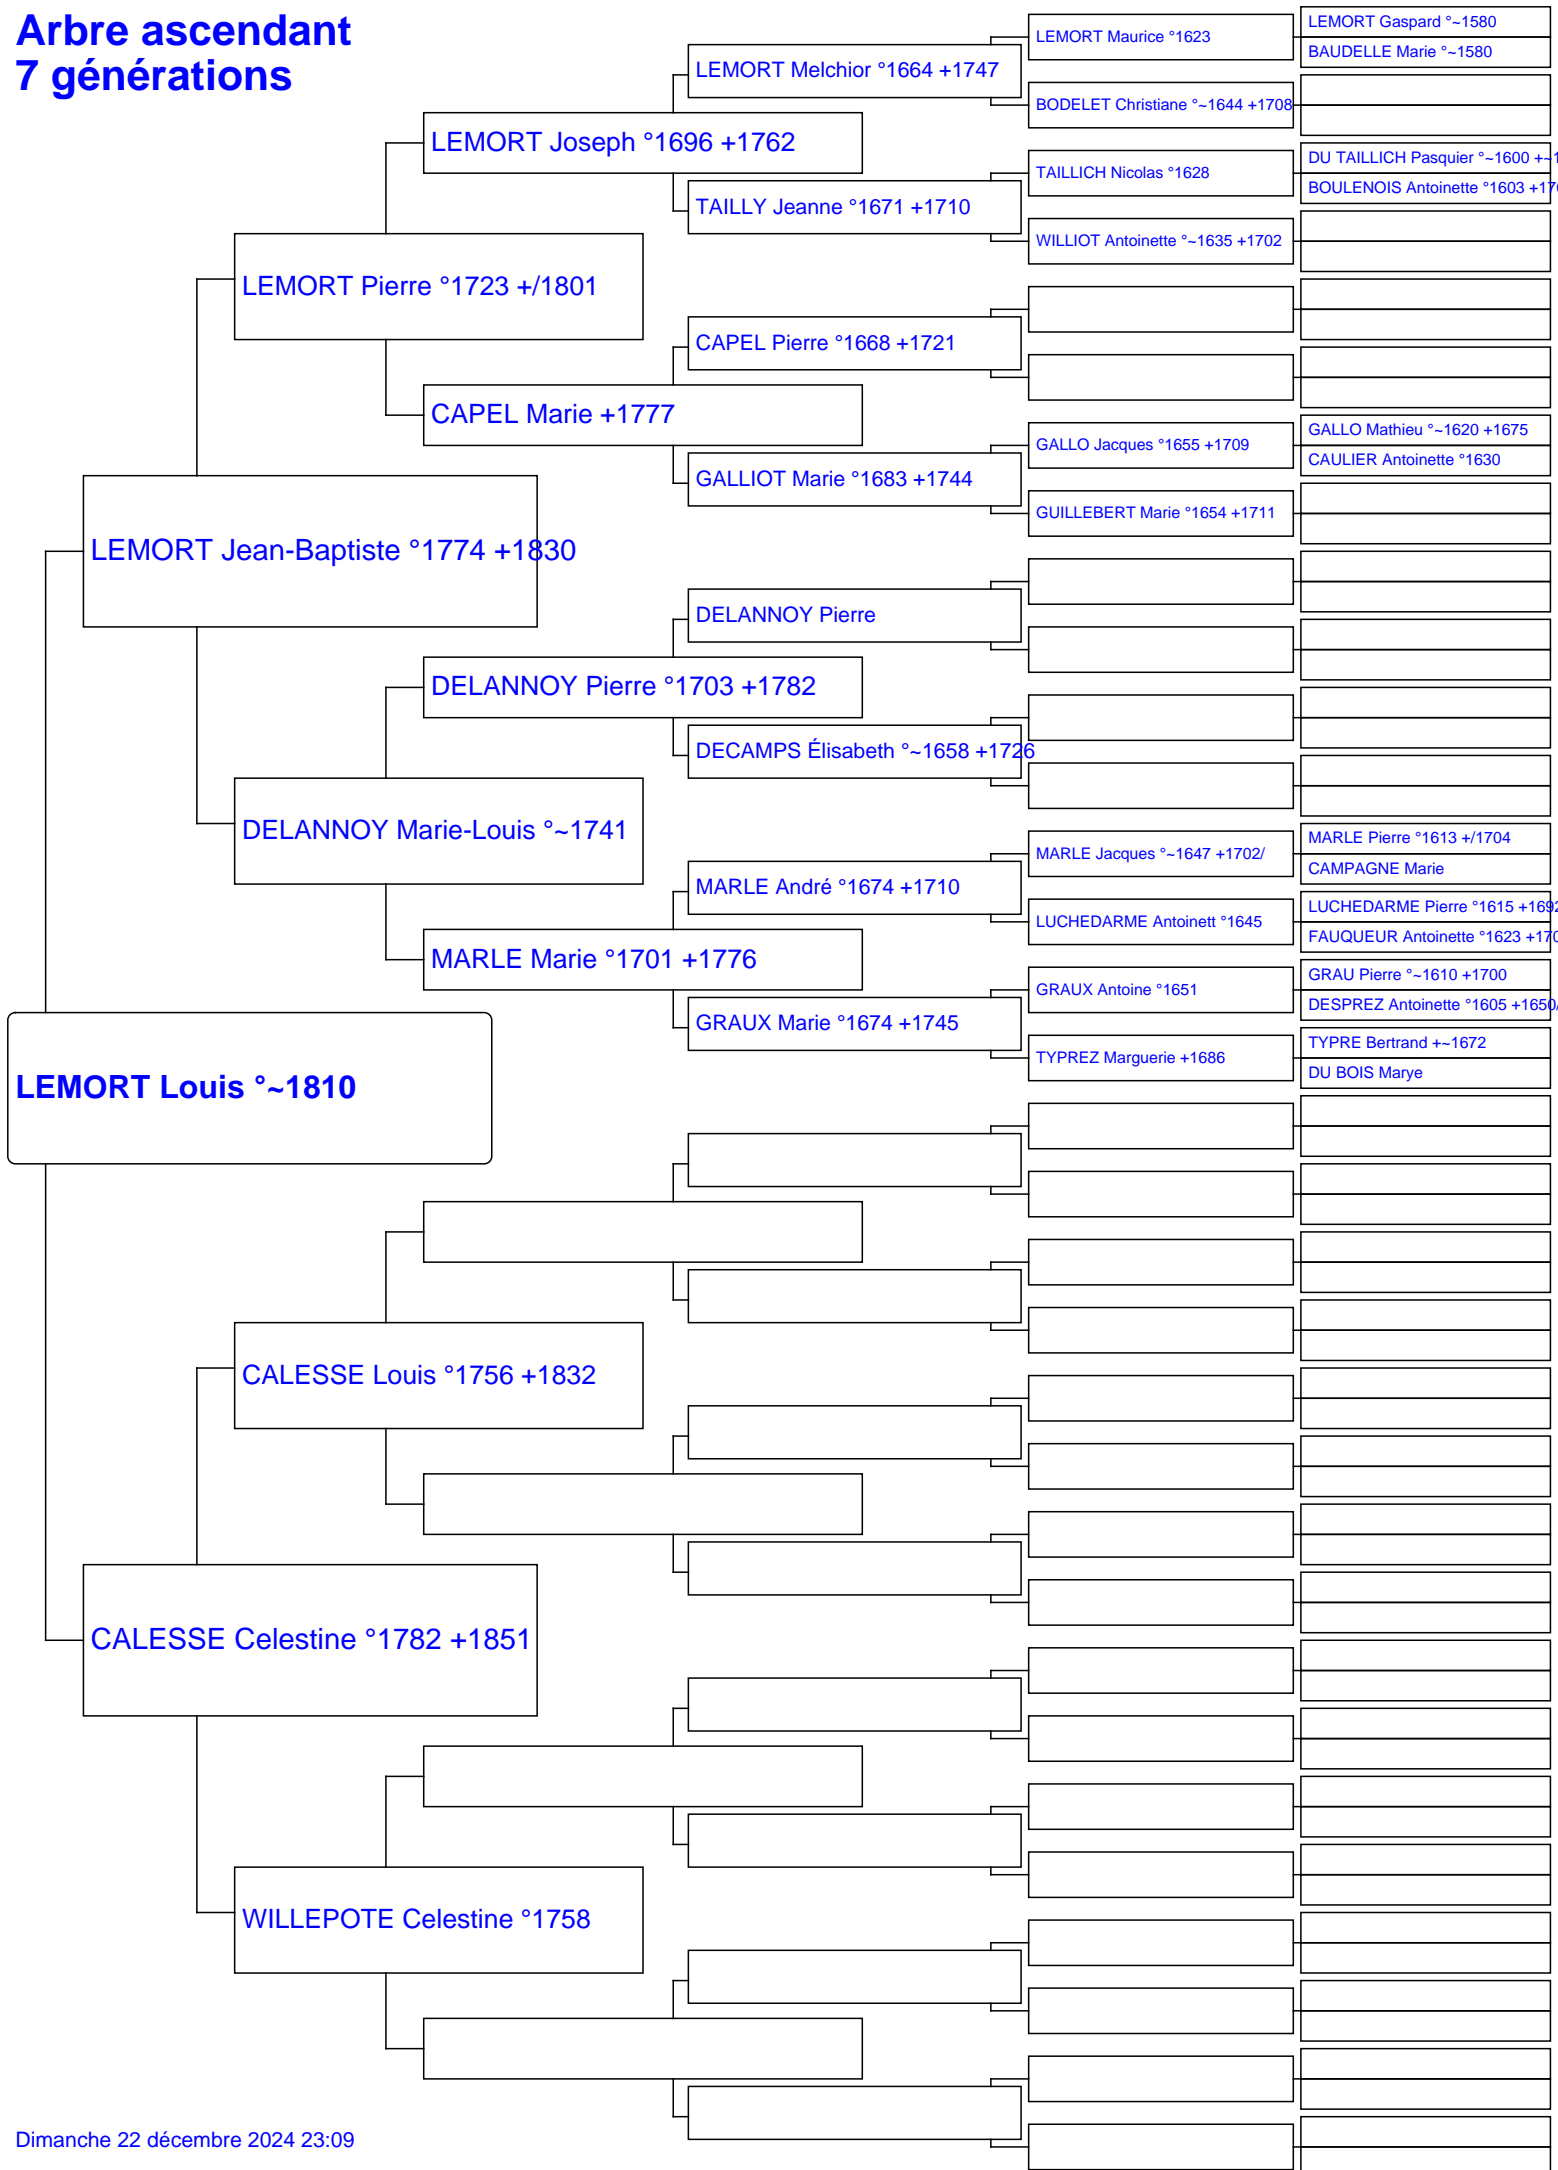 Arbre ascendant
7 générations
LEMORT Louis °~1810
LEMORT Jean-Baptiste °1774 +1830
CALESSE Celestine °1782 +1851
LEMORT Pierre °1723 +/1801
DELANNOY Marie-Louis °~1741
CALESSE Louis °1756 +1832
WILLEPOTE Celestine °1758
LEMORT Joseph °1696 +1762
CAPEL Marie +1777
DELANNOY Pierre °1703 +1782
MARLE Marie °1701 +1776
LEMORT Melchior °1664 +1747
TAILLY Jeanne °1671 +1710
CAPEL Pierre °1668 +1721
GALLIOT Marie °1683 +1744
DELANNOY Pierre
DECAMPS Élisabeth °~1658 +1726
MARLE André °1674 +1710
GRAUX Marie °1674 +1745
LEMORT Maurice °1623
BODELET Christiane °~1644 +1708
TAILLICH Nicolas °1628
WILLIOT Antoinette °~1635 +1702
GALLO Jacques °1655 +1709
GUILLEBERT Marie °1654 +1711
MARLE Jacques °~1647 +1702/
LUCHEDARME Antoinett °1645
GRAUX Antoine °1651
TYPREZ Marguerie +1686
LEMORT Gaspard °~1580
BAUDELLE Marie °~1580
DU TAILLICH Pasquier °~1600
BOULENOIS Antoinette °1603
GALLO Mathieu °~1620 +1675
CAULIER Antoinette °1630
MARLE Pierre °1613 +/1704
CAMPAGNE Marie
LUCHEDARME Pierre °1615 +1692
FAUQUEUR Antoinette °1623
GRAU Pierre °~1610 +1700
DESPREZ Antoinette °1605 +1650/
TYPRE Bertrand +~1672
DU BOIS Marye
Dimanche 22 décembre 2024 23:09